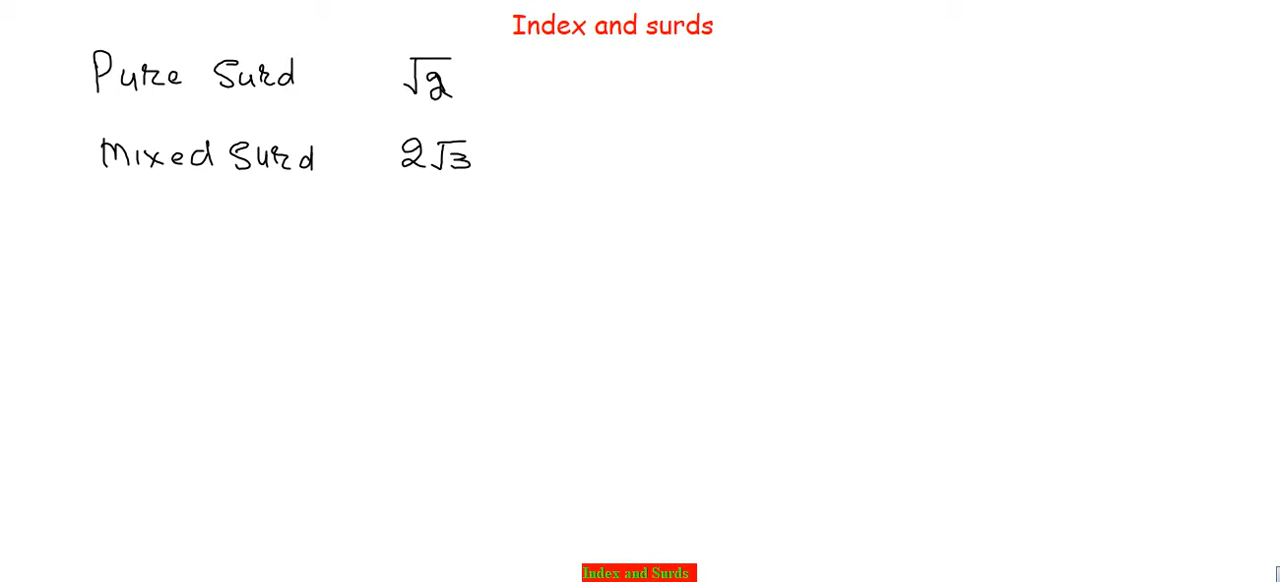 Index and surds
Pure Surd √2
Mixed Surd 2√3
Index and Surds